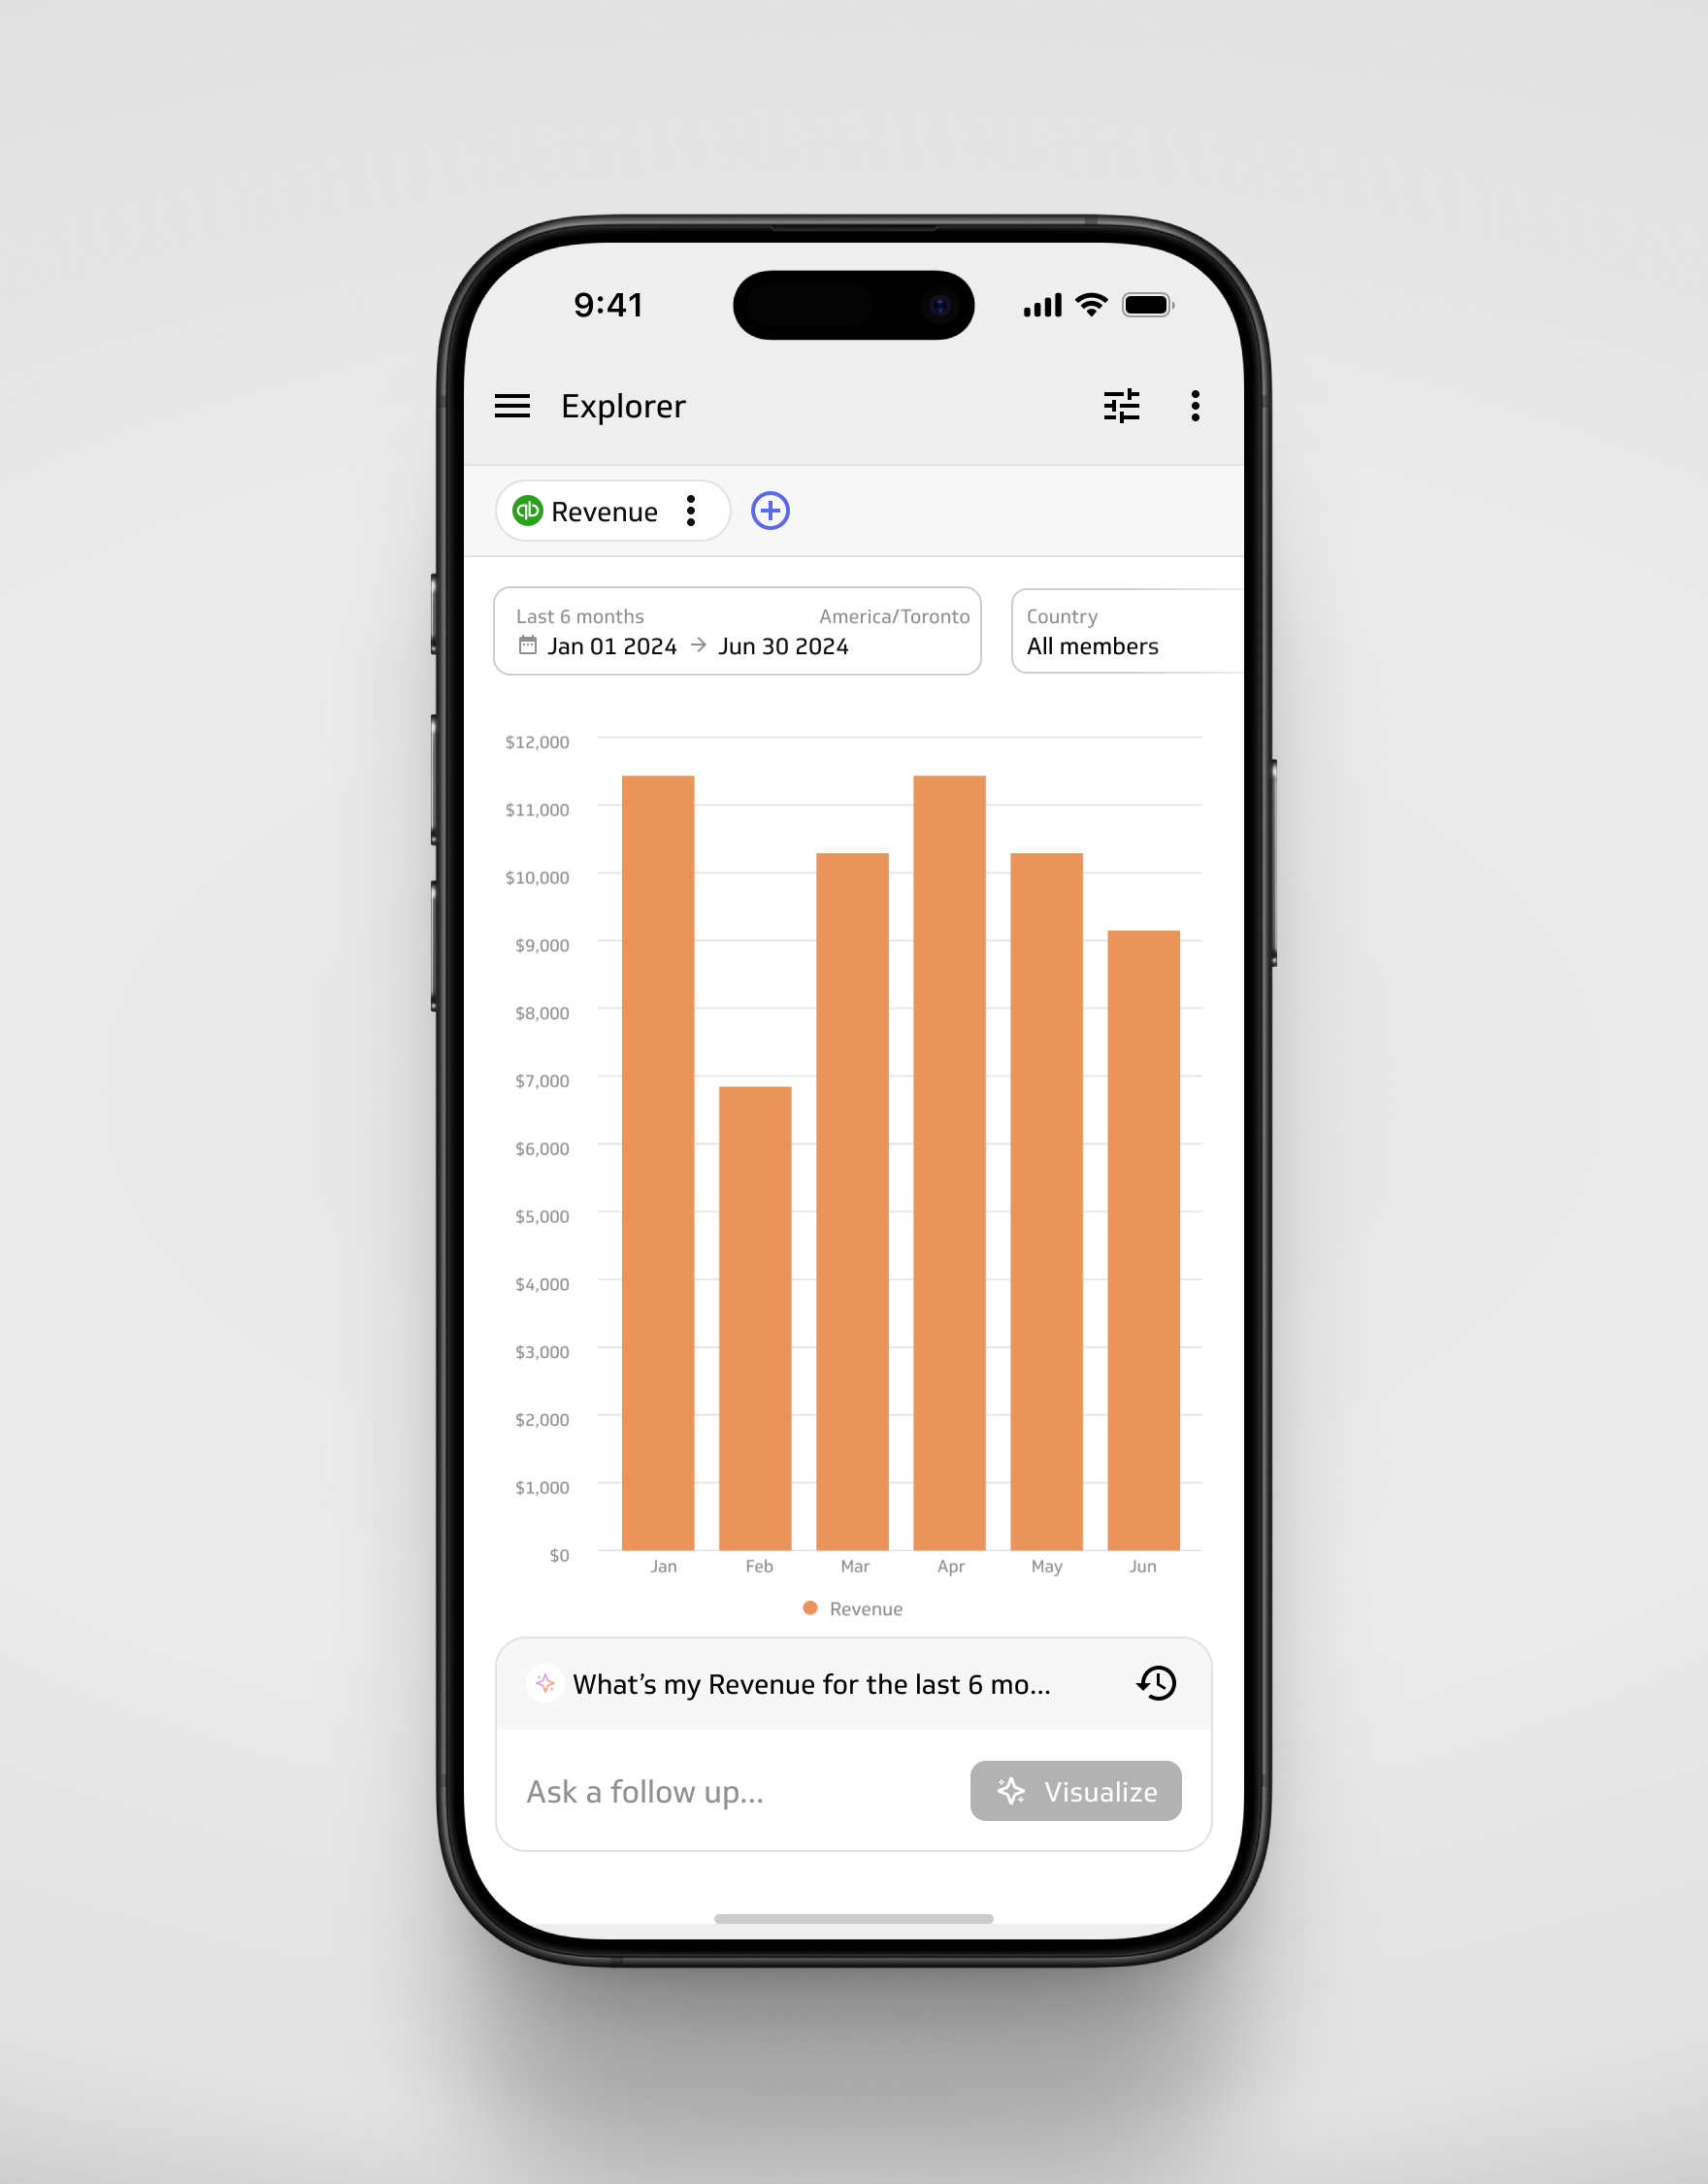 9:41
Explorer
qb Revenue
Last 6 months America/Toronto
Jan 01 2024 → Jun 30 2024
Country
All members
$12,000
$11,000
$10,000
$9,000
$8,000
$7,000
$6,000
$5,000
$4,000
$3,000
$2,000
$1,000
$0
Jan Feb Mar Apr May Jun
Revenue
What’s my Revenue for the last 6 mo...
Ask a follow up...
Visualize